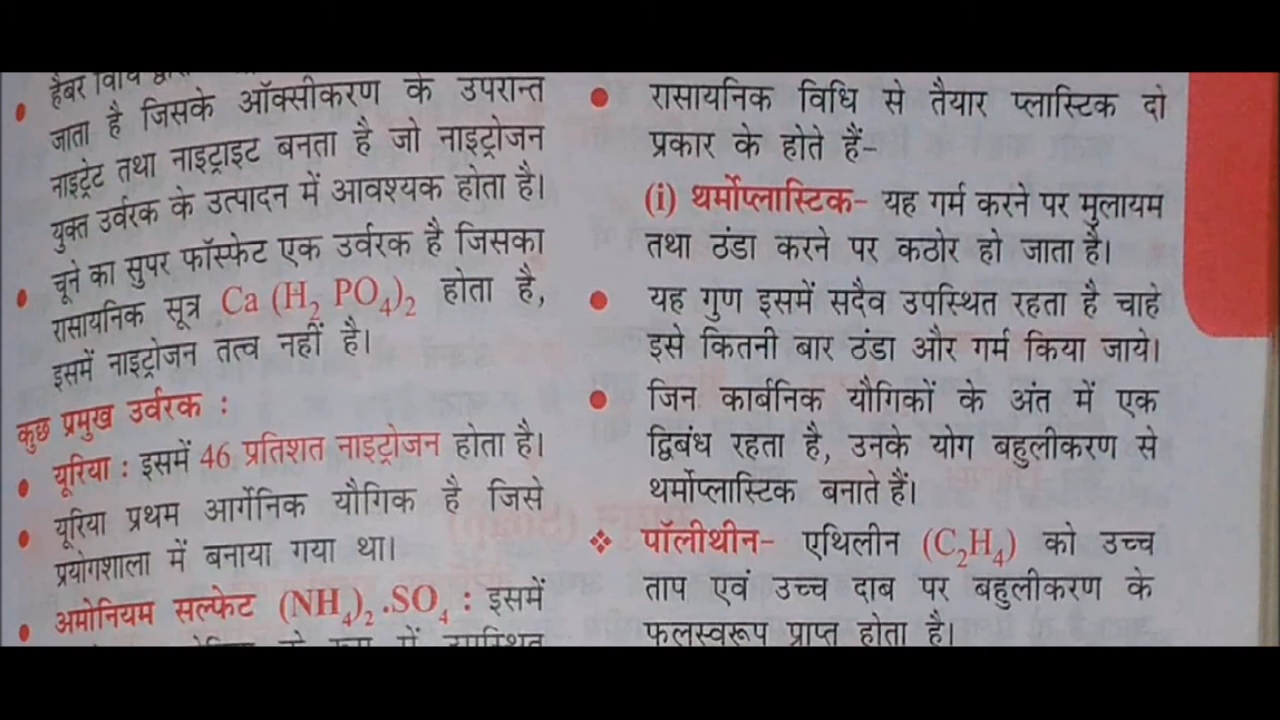 हैबर विधि
जाता है जिसके ऑक्सीकरण के उपरान्त
नाइट्रेट तथा नाइट्राइट बनता है जो नाइट्रोजन
युक्त उर्वरक के उत्पादन में आवश्यक होता है।
चूने का सुपर फॉस्फेट एक उर्वरक है जिसका
रासायनिक सूत्र Ca (H₂ PO₄)₂ होता है,
इसमें नाइट्रोजन तत्व नहीं है।
कुछ प्रमुख उर्वरक :
यूरिया : इसमें 46 प्रतिशत नाइट्रोजन होता है।
यूरिया प्रथम आर्गेनिक यौगिक है जिसे
प्रयोगशाला में बनाया गया था।
अमोनियम सल्फेट (NH₄)₂.SO₄ : इसमें
रासायनिक विधि से तैयार प्लास्टिक दो
प्रकार के होते हैं-
(i) थर्मोप्लास्टिक- यह गर्म करने पर मुलायम
तथा ठंडा करने पर कठोर हो जाता है।
यह गुण इसमें सदैव उपस्थित रहता है चाहे
इसे कितनी बार ठंडा और गर्म किया जाये।
जिन कार्बनिक यौगिकों के अंत में एक
द्विबंध रहता है, उनके योग बहुलीकरण से
थर्मोप्लास्टिक बनाते हैं।
❖ पॉलीथीन- एथिलीन (C₂H₄) को उच्च
ताप एवं उच्च दाब पर बहुलीकरण के
फलस्वरूप प्राप्त होता है।